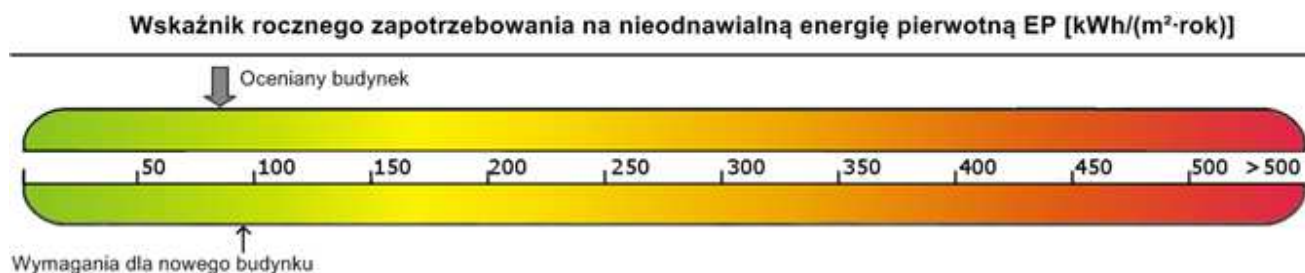 Wskaźnik rocznego zapotrzebowania na nieodnawialną energię pierwotną EP [kWh/(m²·rok)]
Oceniany budynek
50 100 150 200 250 300 350 400 450 500 >500
Wymagania dla nowego budynku